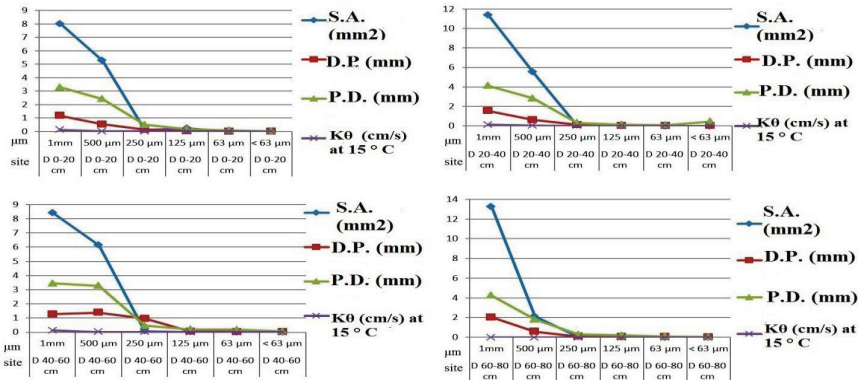 9
8
7
6
5
4
3
2
1
0
1mm 500 µm 250 µm 125 µm 63 µm < 63 µm
D 0-20 cm D 0-20 cm D 0-20 cm D 0-20 cm D 0-20 cm D 0-20 cm
µm
site
S.A. (mm2)
D.P. (mm)
P.D. (mm)
Kθ (cm/s) at 15 ° C
12
10
8
6
4
2
0
1mm 500 µm 250 µm 125 µm 63 µm < 63 µm
D 20-40 cm D 20-40 cm D 20-40 cm D 20-40 cm D 20-40 cm D 20-40 cm
µm
site
S.A. (mm2)
D.P. (mm)
P.D. (mm)
Kθ (cm/s) at 15 ° C
9
8
7
6
5
4
3
2
1
0
1mm 500 µm 250 µm 125 µm 63 µm < 63 µm
D 40-60 cm D 40-60 cm D 40-60 cm D 40-60 cm D 40-60 cm D 40-60 cm
µm
site
S.A. (mm2)
D.P. (mm)
P.D. (mm)
Kθ (cm/s) at 15 ° C
14
12
10
8
6
4
2
0
1mm 500 µm 250 µm 125 µm 63 µm < 63 µm
D 60-80 cm D 60-80 cm D 60-80 cm D 60-80 cm D 60-80 cm D 60-80 cm
µm
site
S.A. (mm2)
D.P. (mm)
P.D. (mm)
Kθ (cm/s) at 15 ° C